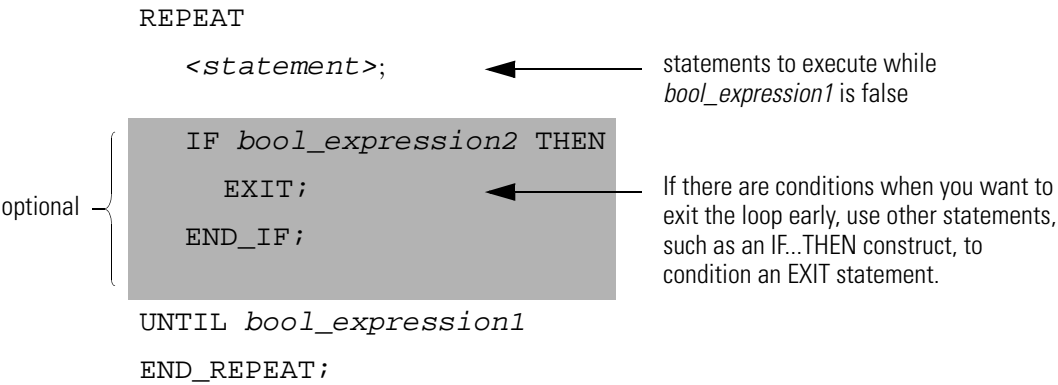 REPEAT
<statement>;
statements to execute while
bool_expression1 is false
optional
IF bool_expression2 THEN
EXIT;
END_IF;
If there are conditions when you want to
exit the loop early, use other statements,
such as an IF...THEN construct, to
condition an EXIT statement.
UNTIL bool_expression1
END_REPEAT;